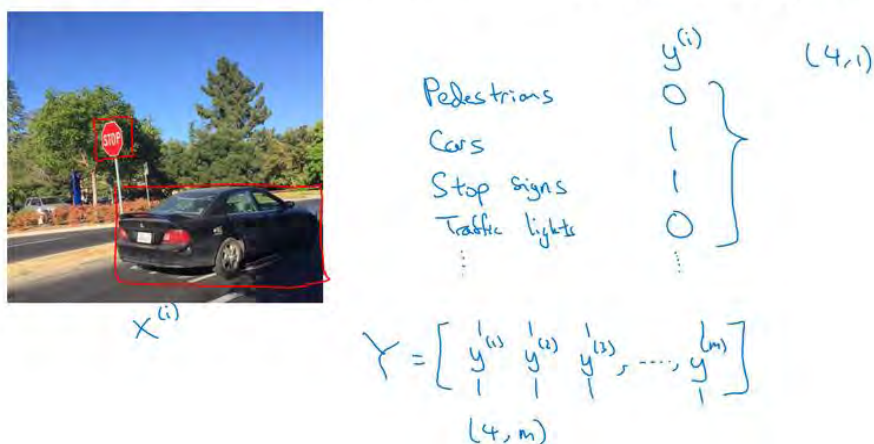 y^(i) (4,1)
Pedestrians 0
Cars 1
STOP
Stop signs 1
Traffic lights 0
⋮ ⋮
x^(i)
Y = [ y^(1) y^(2) y^(3) , ...., y^(m) ]
(4, m)